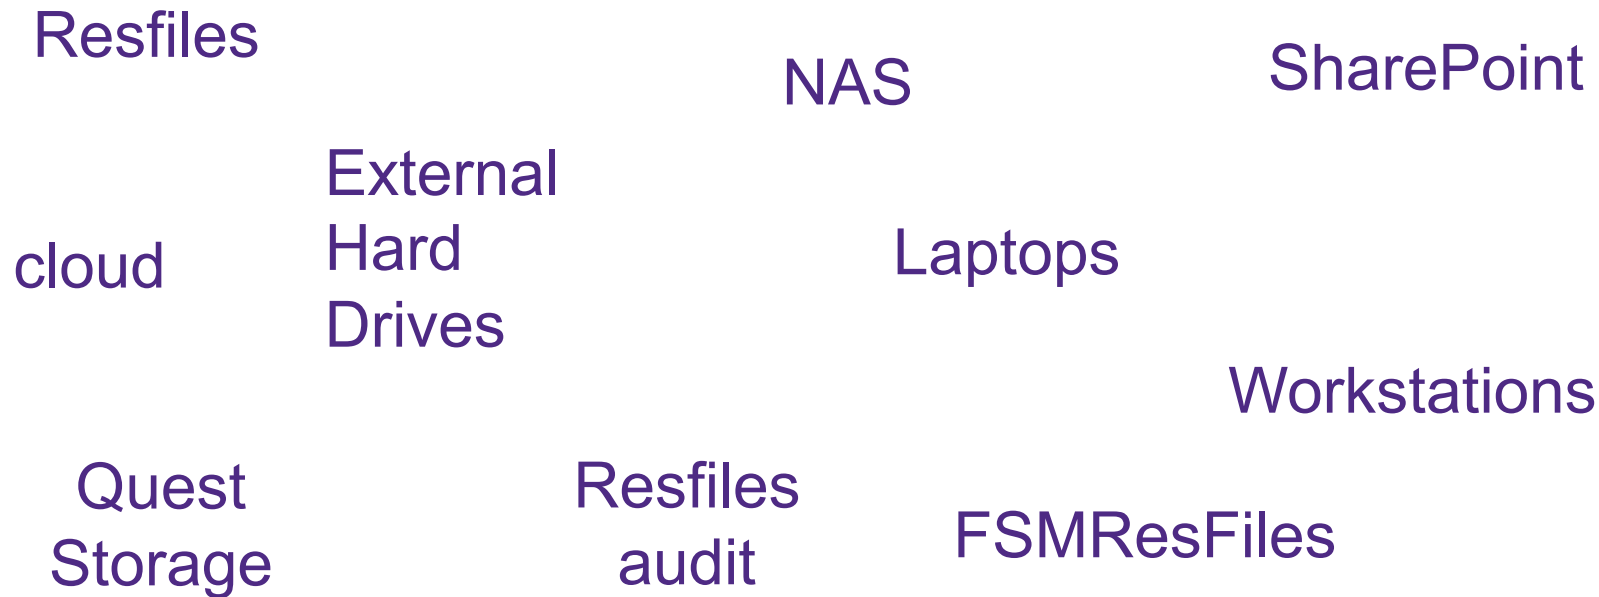 Resfiles
NAS
SharePoint
External
Hard
Drives
cloud
Laptops
Workstations
Quest
Storage
Resfiles
audit
FSMResFiles